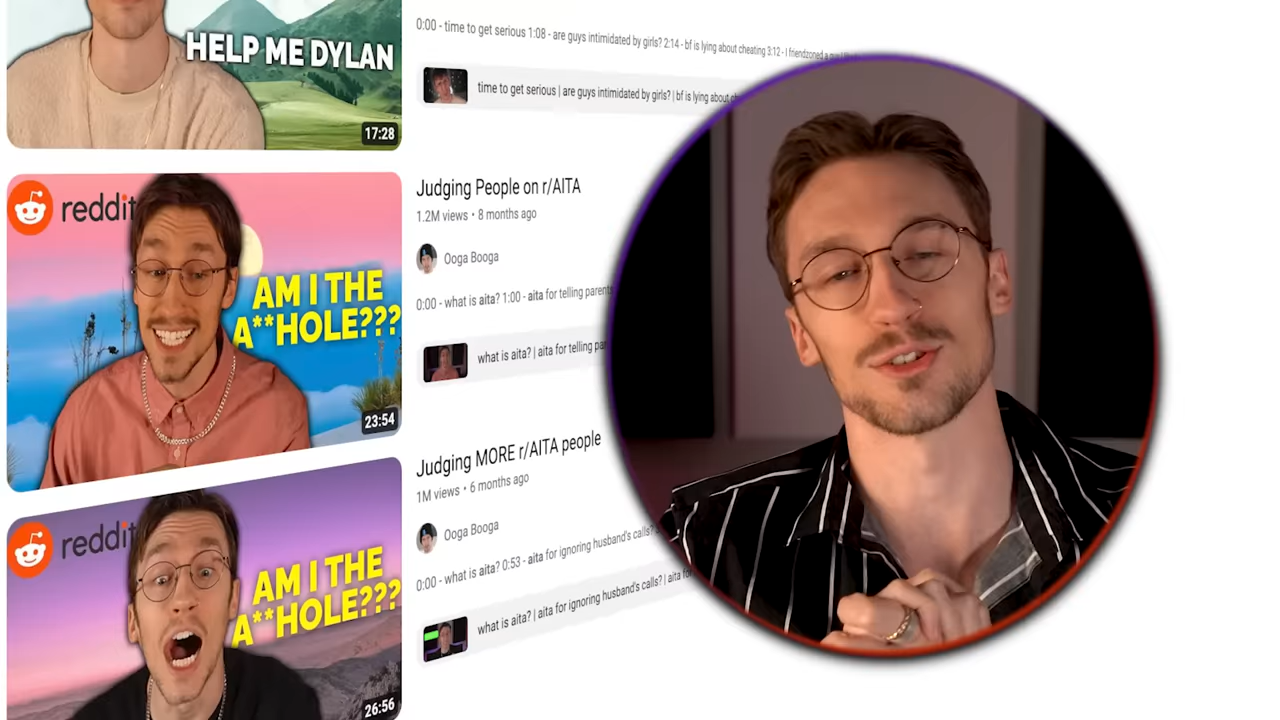 HELP ME DYLAN
17:28
0:00 - time to get serious 1:08 - are guys intimidated by girls? 2:14 - bf is lying about cheating 3:12 - I friendzoned a
time to get serious | are guys intimidated by girls? | bf is lying about
reddit
AM I THE
A**HOLE???
23:54
Judging People on r/AITA
1.2M views • 8 months ago
Ooga Booga
0:00 - what is aita? 1:00 - aita for telling parents
what is aita? | aita for telling
reddit
AM I THE
A**HOLE???
26:56
Judging MORE r/AITA people
1M views • 6 months ago
Ooga Booga
0:00 - what is aita? 0:53 - aita for ignoring husband's calls?
what is aita? | aita for ignoring husband's calls? | aita